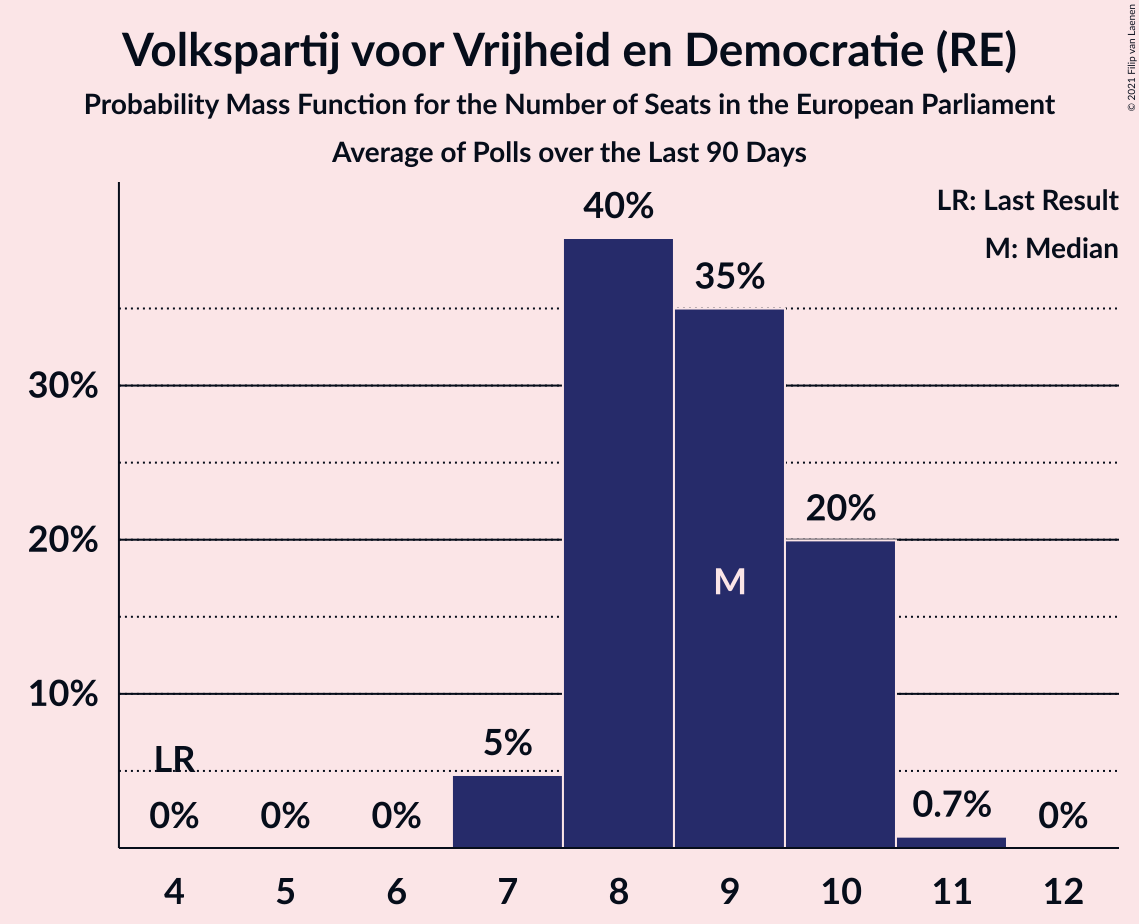 Volkspartij voor Vrijheid en Democratie (RE)
Probability Mass Function for the Number of Seats in the European Parliament
Average of Polls over the Last 90 Days
© 2021 Filip van Laenen
LR: Last Result
M: Median
40%
35%
30%
20%
20%
M
10%
5%
LR
0.7%
0%
0%
0%
0%
4
5
6
7
8
9
10
11
12